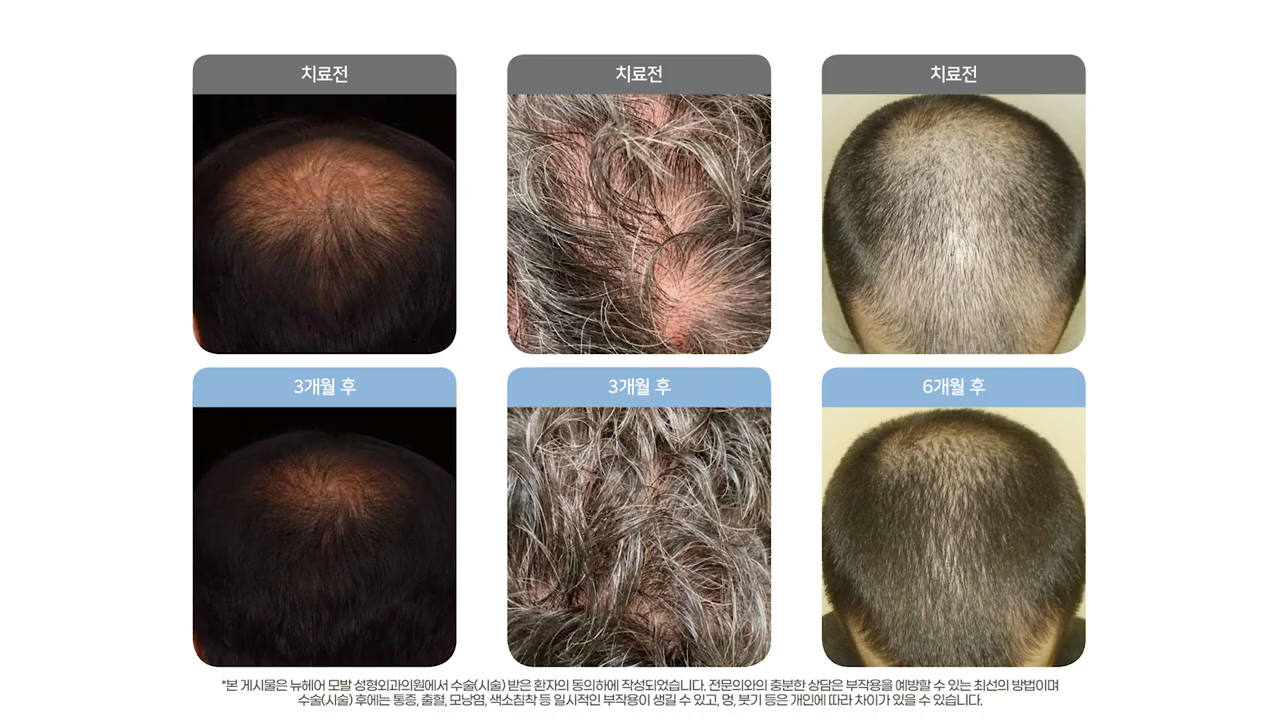 치료전
치료전
치료전
3개월 후
3개월 후
6개월 후
*본 게시물은 뉴헤어 모발 성형외과의원에서 수술(시술) 받은 환자의 동의하에 작성되었습니다. 전문의와의 충분한 상담은 부작용을 예방할 수 있는 최선의 방법이며
수술(시술) 후에는 통증, 출혈, 모낭염, 색소침착 등 일시적인 부작용이 생길 수 있고, 멍, 붓기 등은 개인에 따라 차이가 있을 수 있습니다.